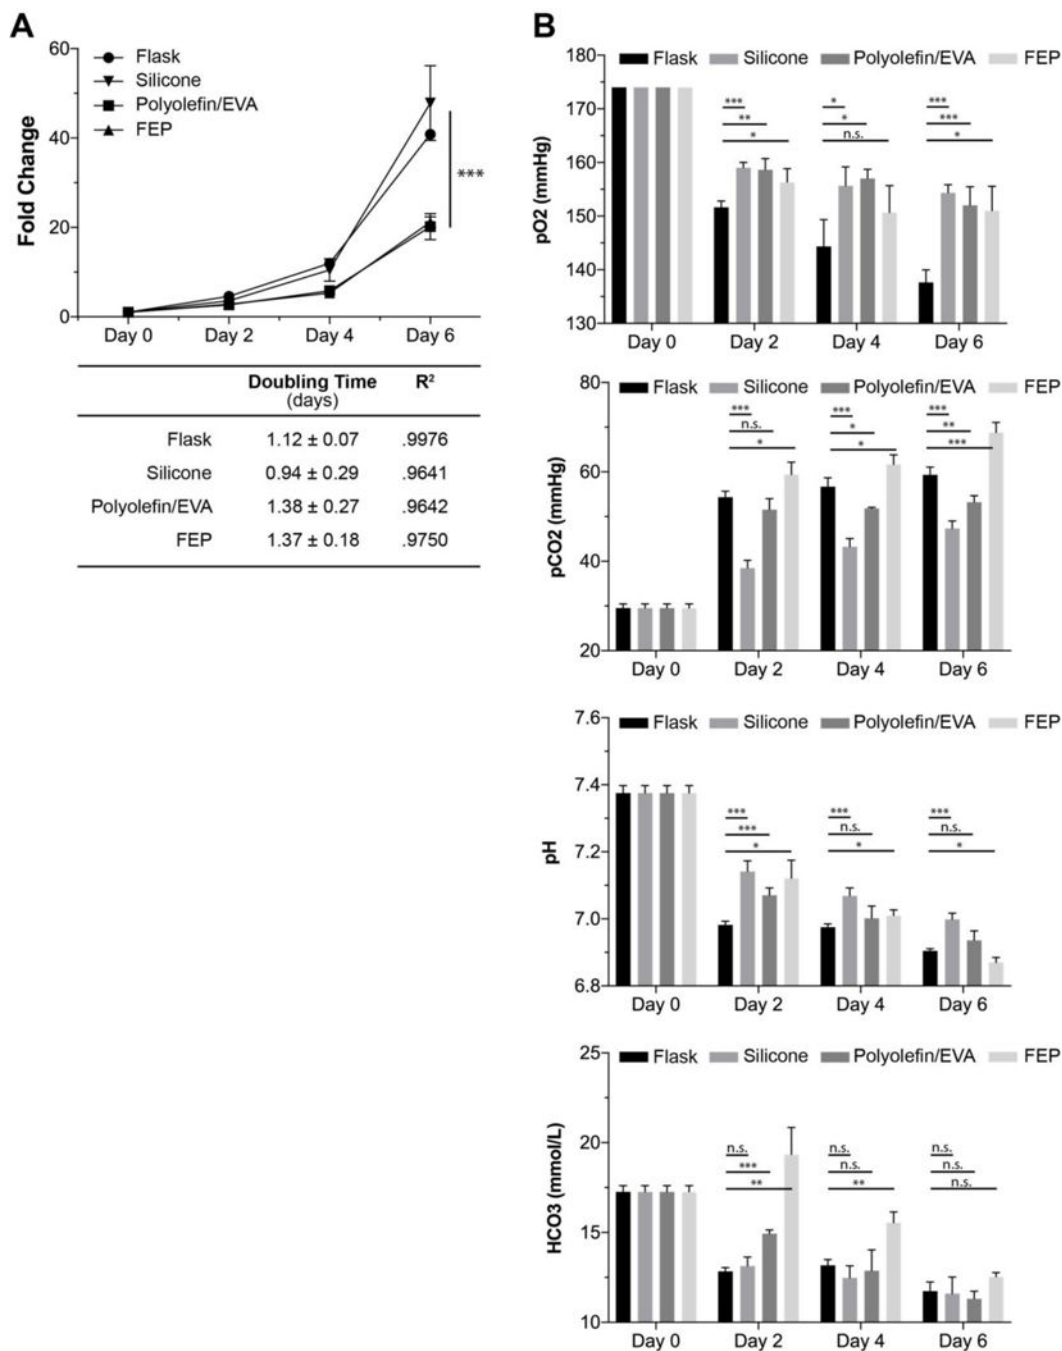 A
60
40
20
0
Fold Change
Flask
Silicone
Polyolefin/EVA
FEP
***
Day 0 Day 2 Day 4 Day 6
Doubling Time R²
(days)
Flask 1.12 ± 0.07 .9976
Silicone 0.94 ± 0.29 .9641
Polyolefin/EVA 1.38 ± 0.27 .9642
FEP 1.37 ± 0.18 .9750
B
Flask Silicone Polyolefin/EVA FEP
180
170
160
150
140
130
pO2 (mmHg)
*** * ***
** * ***
* n.s. *
Day 0 Day 2 Day 4 Day 6
Flask Silicone Polyolefin/EVA FEP
80
60
40
20
pCO2 (mmHg)
*** *** ***
n.s. * **
* * ***
Day 0 Day 2 Day 4 Day 6
Flask Silicone Polyolefin/EVA FEP
7.6
7.4
7.2
7.0
6.8
pH
*** *** ***
*** n.s. n.s.
* * *
Day 0 Day 2 Day 4 Day 6
Flask Silicone Polyolefin/EVA FEP
25
20
15
10
HCO3 (mmol/L)
n.s. n.s. n.s.
*** n.s. n.s.
** ** n.s.
Day 0 Day 2 Day 4 Day 6